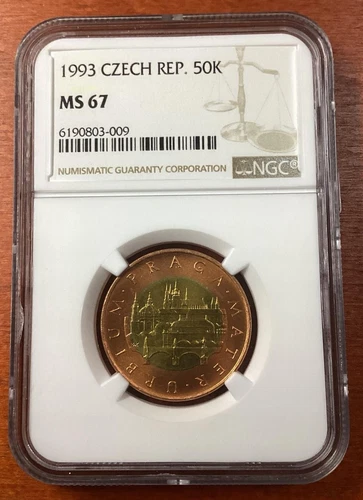 1993 CZECH REP. 50K
MS 67
6190803-009
NUMISMATIC GUARANTY CORPORATION
NGC®
PRAGA · MATER · URBIUM